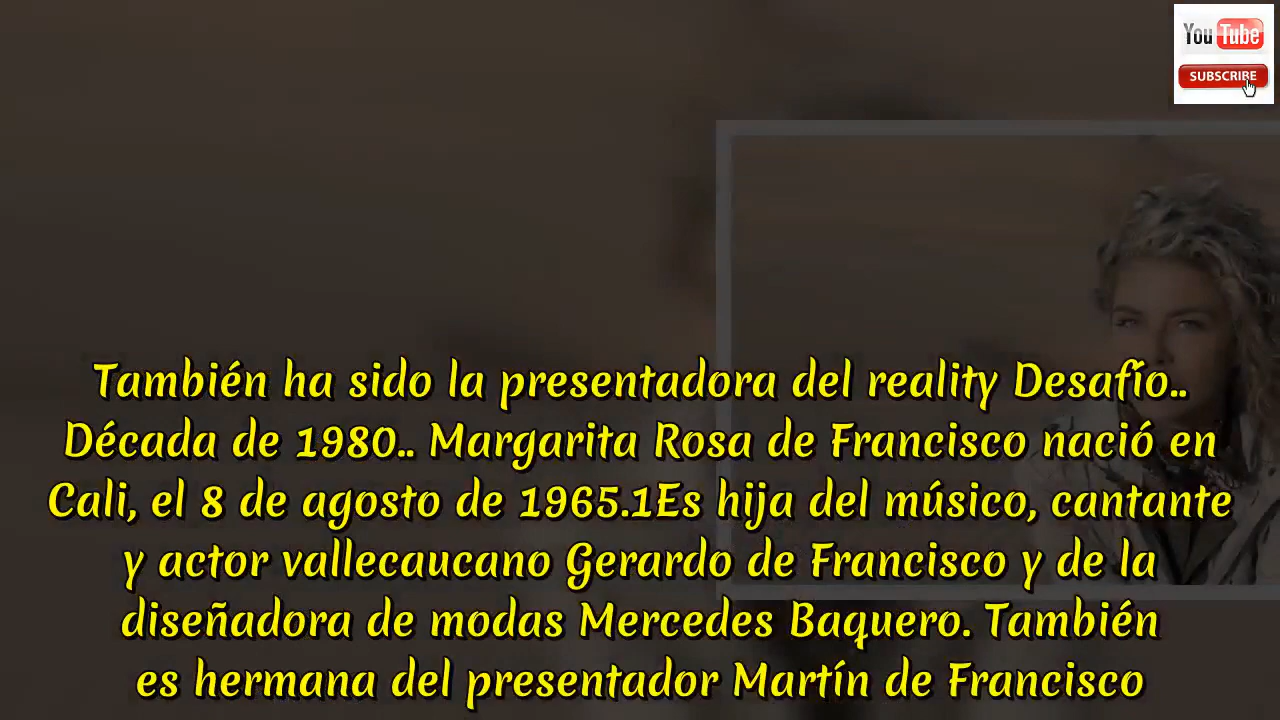 You Tube
SUBSCRIBE
También ha sido la presentadora del reality Desafío..
Década de 1980.. Margarita Rosa de Francisco nació en
Cali, el 8 de agosto de 1965.1Es hija del músico, cantante
y actor vallecaucano Gerardo de Francisco y de la
diseñadora de modas Mercedes Baquero. También
es hermana del presentador Martín de Francisco